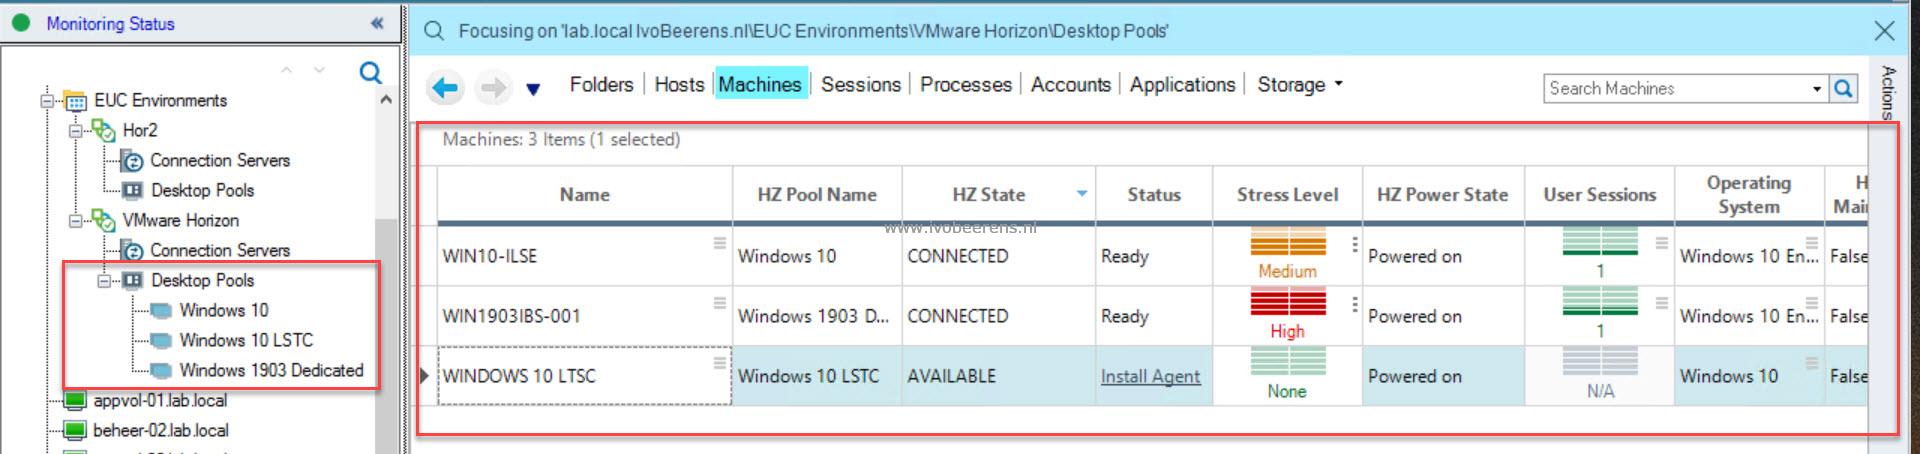 Monitoring Status
EUC Environments
Hor2
Connection Servers
Desktop Pools
VMware Horizon
Connection Servers
Desktop Pools
Windows 10
Windows 10 LSTC
Windows 1903 Dedicated
appvol-01.lab.local
beheer-02.lab.local
Focusing on 'lab.local IvoBeerens.nl\EUC Environments\VMware Horizon\Desktop Pools'
Folders Hosts Machines Sessions Processes Accounts Applications Storage
Search Machines
Actions
Machines: 3 Items (1 selected)
Name HZ Pool Name HZ State Status Stress Level HZ Power State User Sessions Operating System H Mai
www.ivobeerens.nl
WIN10-ILSE Windows 10 CONNECTED Ready Medium Powered on 1 Windows 10 En... False
WIN1903IBS-001 Windows 1903 D... CONNECTED Ready High Powered on 1 Windows 10 En... False
WINDOWS 10 LTSC Windows 10 LSTC AVAILABLE Install Agent None Powered on N/A Windows 10 False